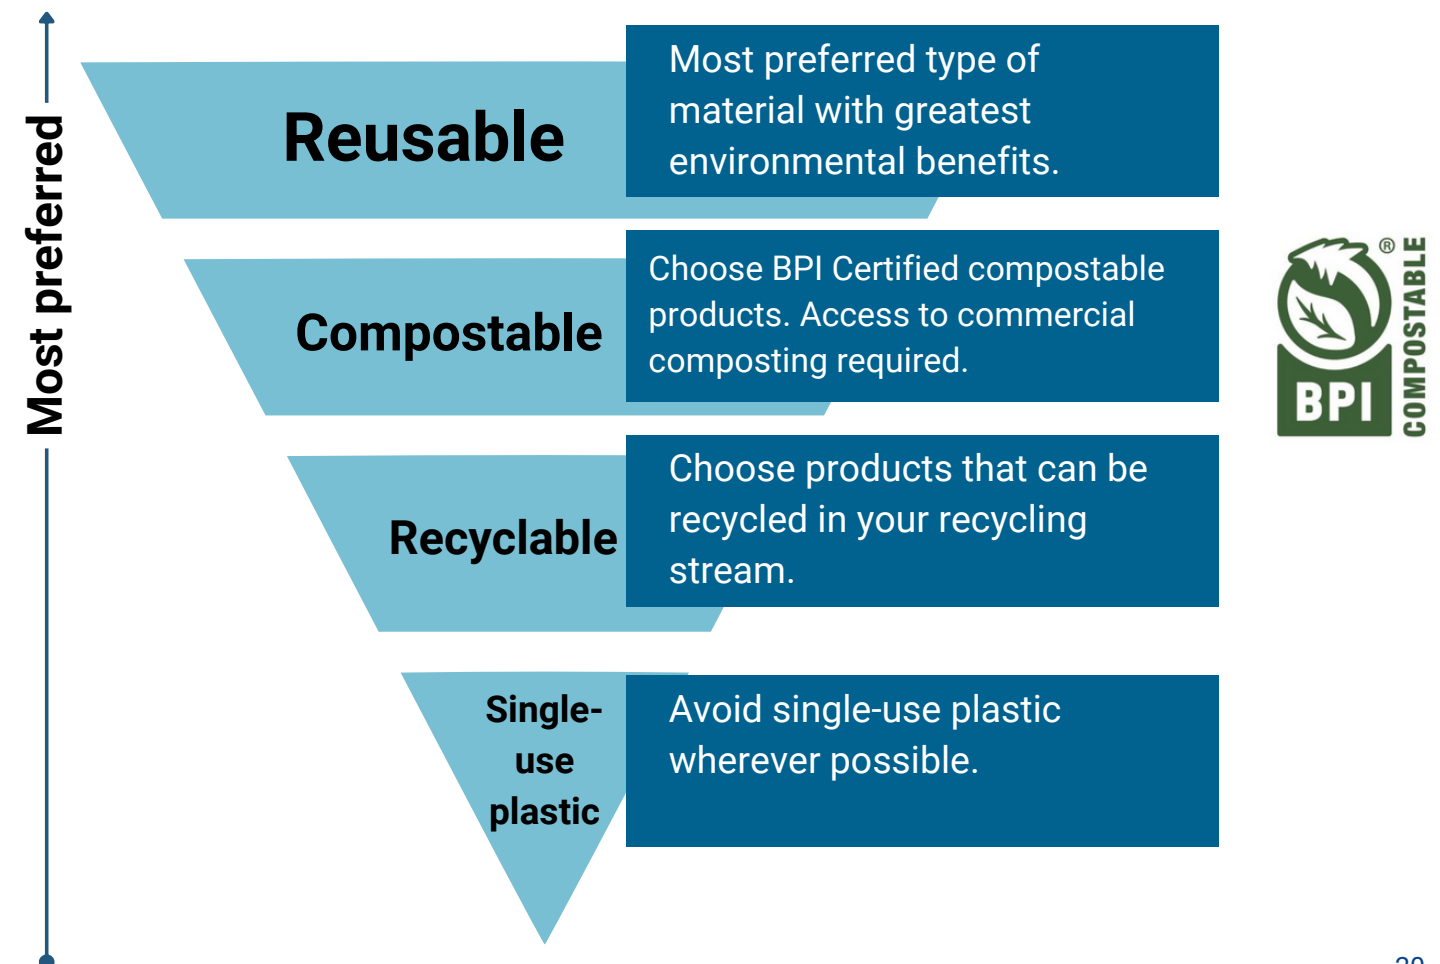 Most preferred
Reusable
Most preferred type of
material with greatest
environmental benefits.
Compostable
Choose BPI Certified compostable
products. Access to commercial
composting required.
BPI
®
COMPOSTABLE
Recyclable
Choose products that can be
recycled in your recycling
stream.
Single-
use
plastic
Avoid single-use plastic
wherever possible.